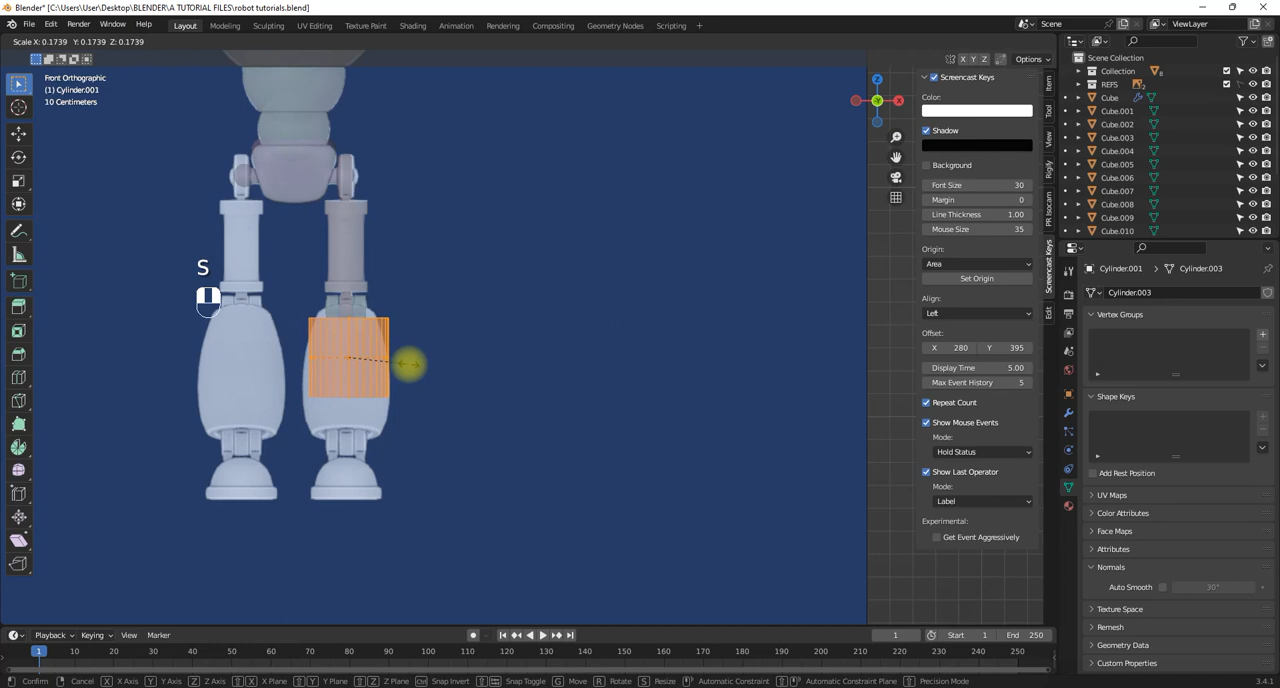 Blender* [C:\Users\User\Desktop\BLENDER\A TUTORIAL FILES\robot tutorials.blend]
File Edit Render Window Help Layout Modeling Sculpting UV Editing Texture Paint Shading Animation Rendering Compositing Geometry Nodes Scripting + Scene ViewLayer
Scale X: 0.1739 Y: 0.1739 Z: 0.1739
X Y Z Options
Front Orthographic
(1) Cylinder.001
10 Centimeters
S
Z
X
Y
Screencast Keys
Color:
Shadow
Background
Font Size 30
Margin 0
Line Thickness 1.00
Mouse Size 35
Origin:
Area
Set Origin
Align:
Left
Offset:
X 280 Y 395
Display Time 5.00
Max Event History 5
Repeat Count
Show Mouse Events
Mode:
Hold Status
Show Last Operator
Mode:
Label
Experimental:
Get Event Aggressively
Item
Tool
View
Rigify
PR Isocam
Screencast Keys
Edit
Scene Collection
Collection 8
REFS 2
Cube
Cube.001
Cube.002
Cube.003
Cube.004
Cube.005
Cube.006
Cube.007
Cube.008
Cube.009
Cube.010
Cylinder.001 > Cylinder.003
Cylinder.003
Vertex Groups
Shape Keys
Add Rest Position
UV Maps
Color Attributes
Face Maps
Attributes
Normals
Auto Smooth 30°
Texture Space
Remesh
Geometry Data
Custom Properties
Playback Keying View Marker 1 Start 1 End 250
1 10 20 30 40 50 60 70 80 90 100 110 120 130 140 150 160 170 180 190 200 210 220 230 240 250
Confirm Cancel X X Axis Y Y Axis Z Z Axis X X Plane Y Y Plane Z Z Plane Snap Invert Snap Toggle G Move R Rotate S Resize Automatic Constraint Automatic Constraint Plane Precision Mode 3.4.1